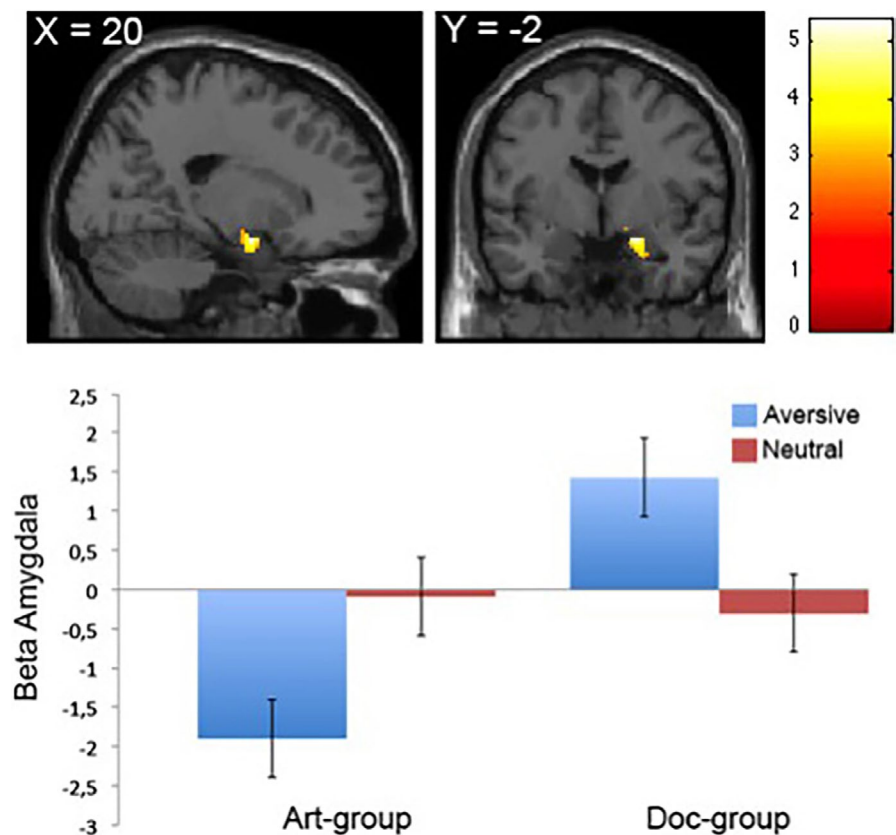 X = 20
Y = -2
5
4
3
2
1
0
2,5
2
1,5
1
0,5
0
-0,5
-1
-1,5
-2
-2,5
-3
Beta Amygdala
Aversive
Neutral
Art-group
Doc-group